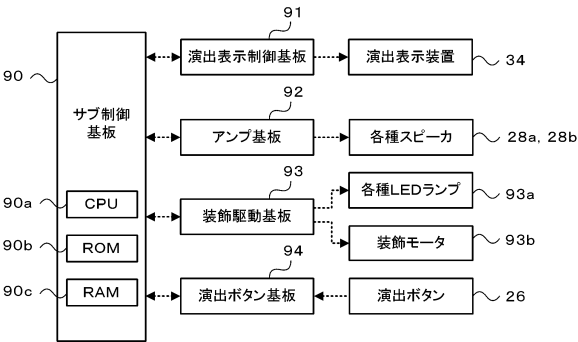 91
90
演出表示制御基板
演出表示装置
34
サブ制御
基板
92
アンプ基板
各種スピーカ
28a, 28b
93
90a
CPU
装飾駆動基板
各種LEDランプ
93a
90b
ROM
装飾モータ
93b
94
90c
RAM
演出ボタン基板
演出ボタン
26